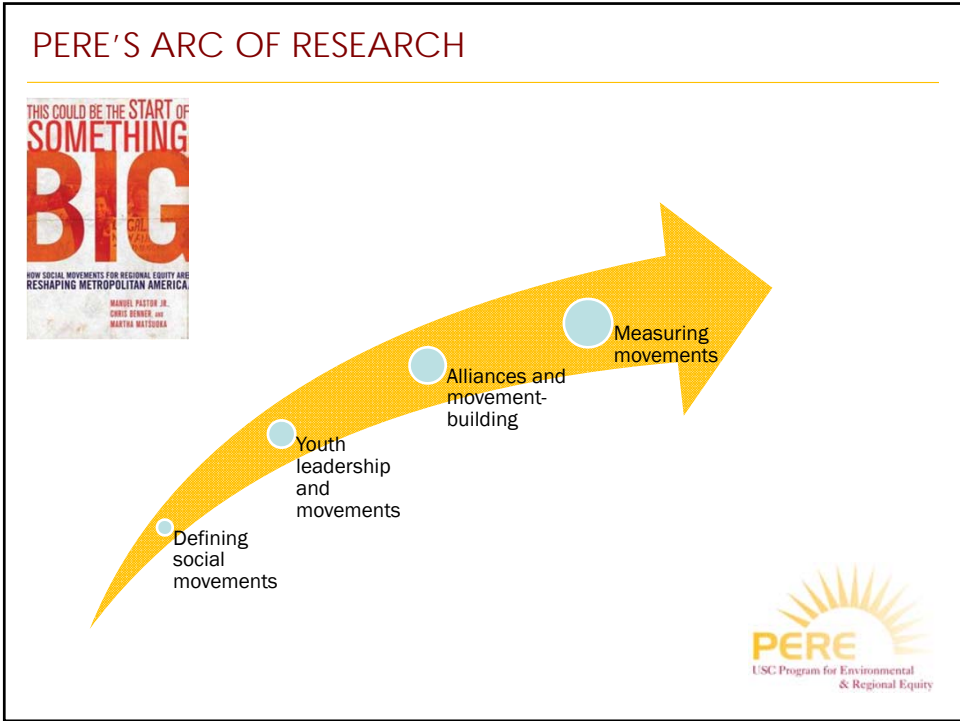 PERE'S ARC OF RESEARCH
THIS COULD BE THE START OF
SOMETHING
BIG
HOW SOCIAL MOVEMENTS FOR REGIONAL EQUITY ARE
RESHAPING METROPOLITAN AMERICA
MANUEL PASTOR JR.
CHRIS BENNER, AND
MARTHA MATSUOKA
Measuring
movements
Alliances and
movement-
building
Youth
leadership
and
movements
Defining
social
movements
PERE
USC Program for Environmental
& Regional Equity